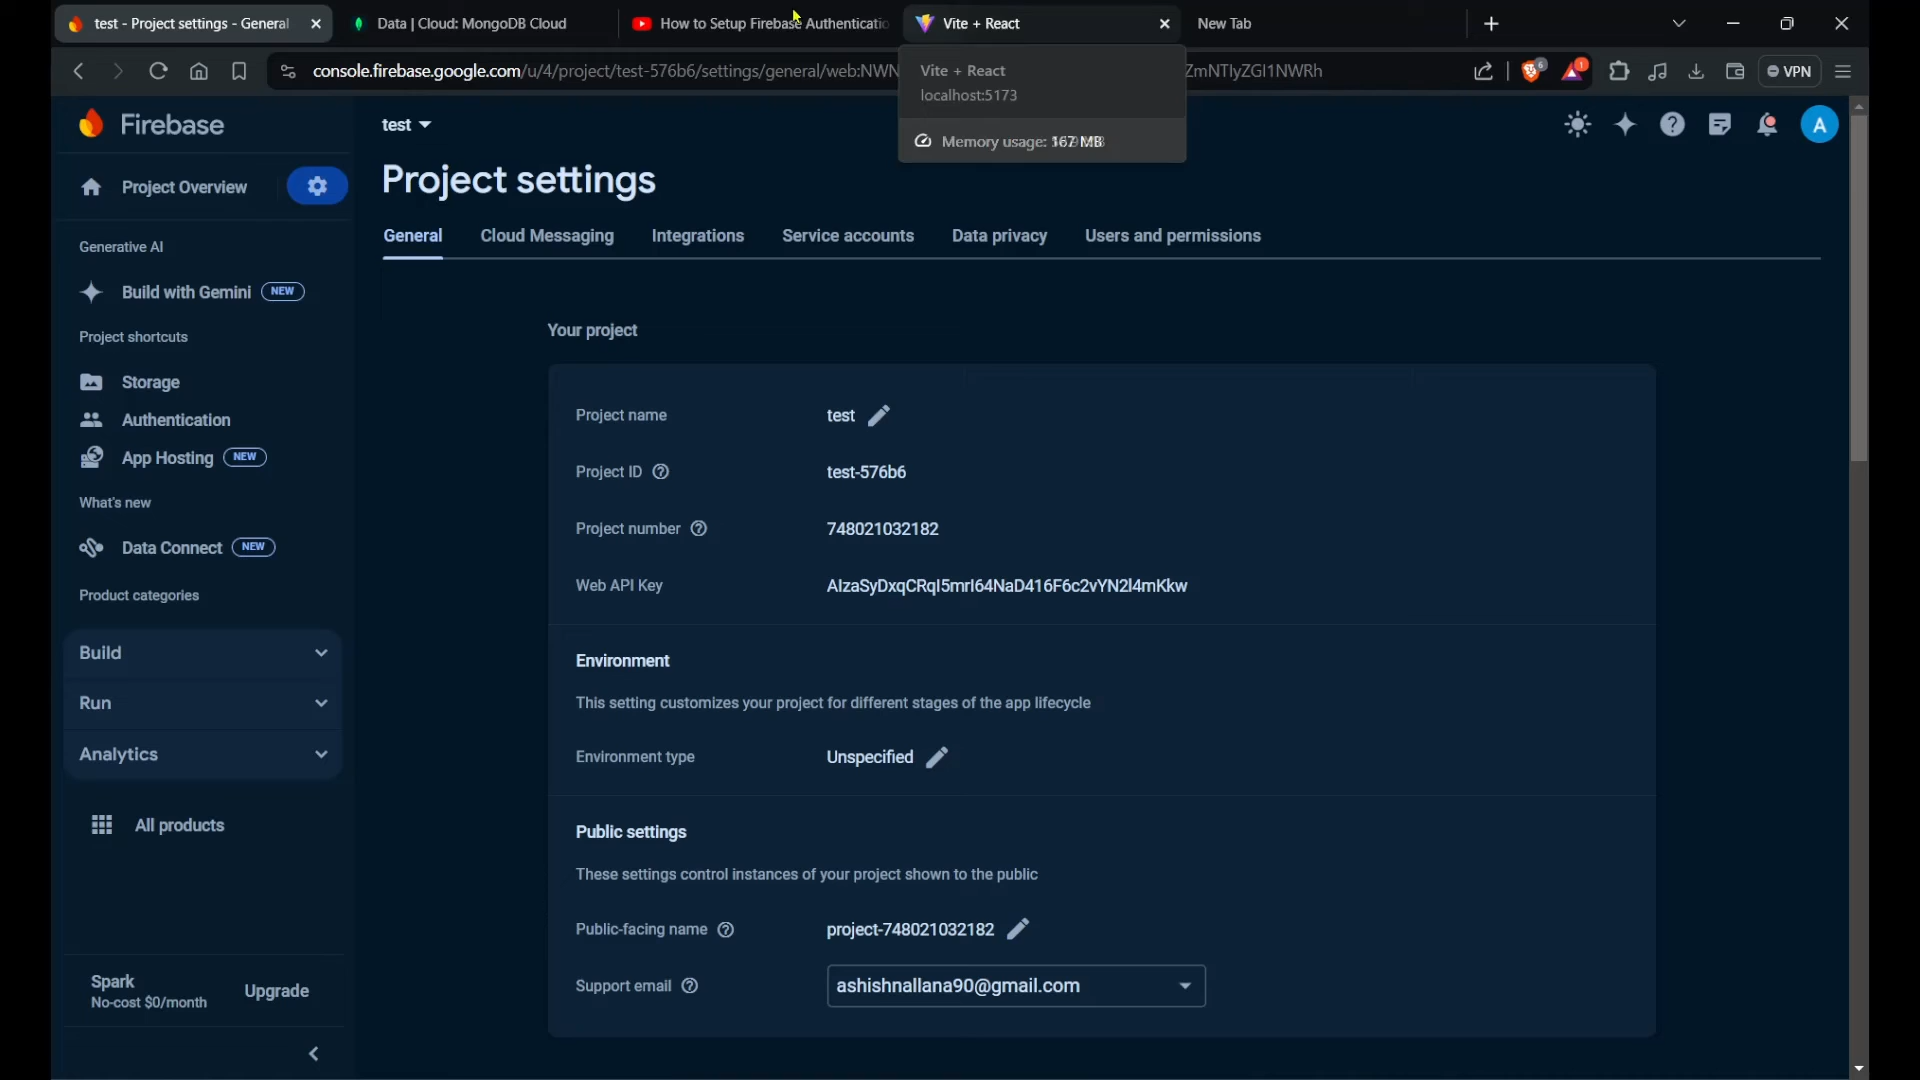 test - Project settings - General
Data | Cloud: MongoDB Cloud
How to Setup Firebase Authenticatio
Vite + React
New Tab
console.firebase.google.com/u/4/project/test-576b6/settings/general/web:NWN
ZmNTIyZGI1NWRh
6
1
VPN
Vite + React
localhost:5173
Memory usage:
MB
Firebase
test
A
Project Overview
Project settings
General
Cloud Messaging
Integrations
Service accounts
Data privacy
Users and permissions
Generative AI
Build with Gemini NEW
Project shortcuts
Storage
Authentication
App Hosting NEW
What's new
Data Connect NEW
Product categories
Build
Run
Analytics
All products
Spark
No-cost $0/month
Upgrade
Your project
Project name
test
Project ID
test-576b6
Project number
748021032182
Web API Key
AIzaSyDxqCRqI5mrI64NaD416F6c2vYN2l4mKkw
Environment
This setting customizes your project for different stages of the app lifecycle
Environment type
Unspecified
Public settings
These settings control instances of your project shown to the public
Public-facing name
project-748021032182
Support email
ashishnallana90@gmail.com